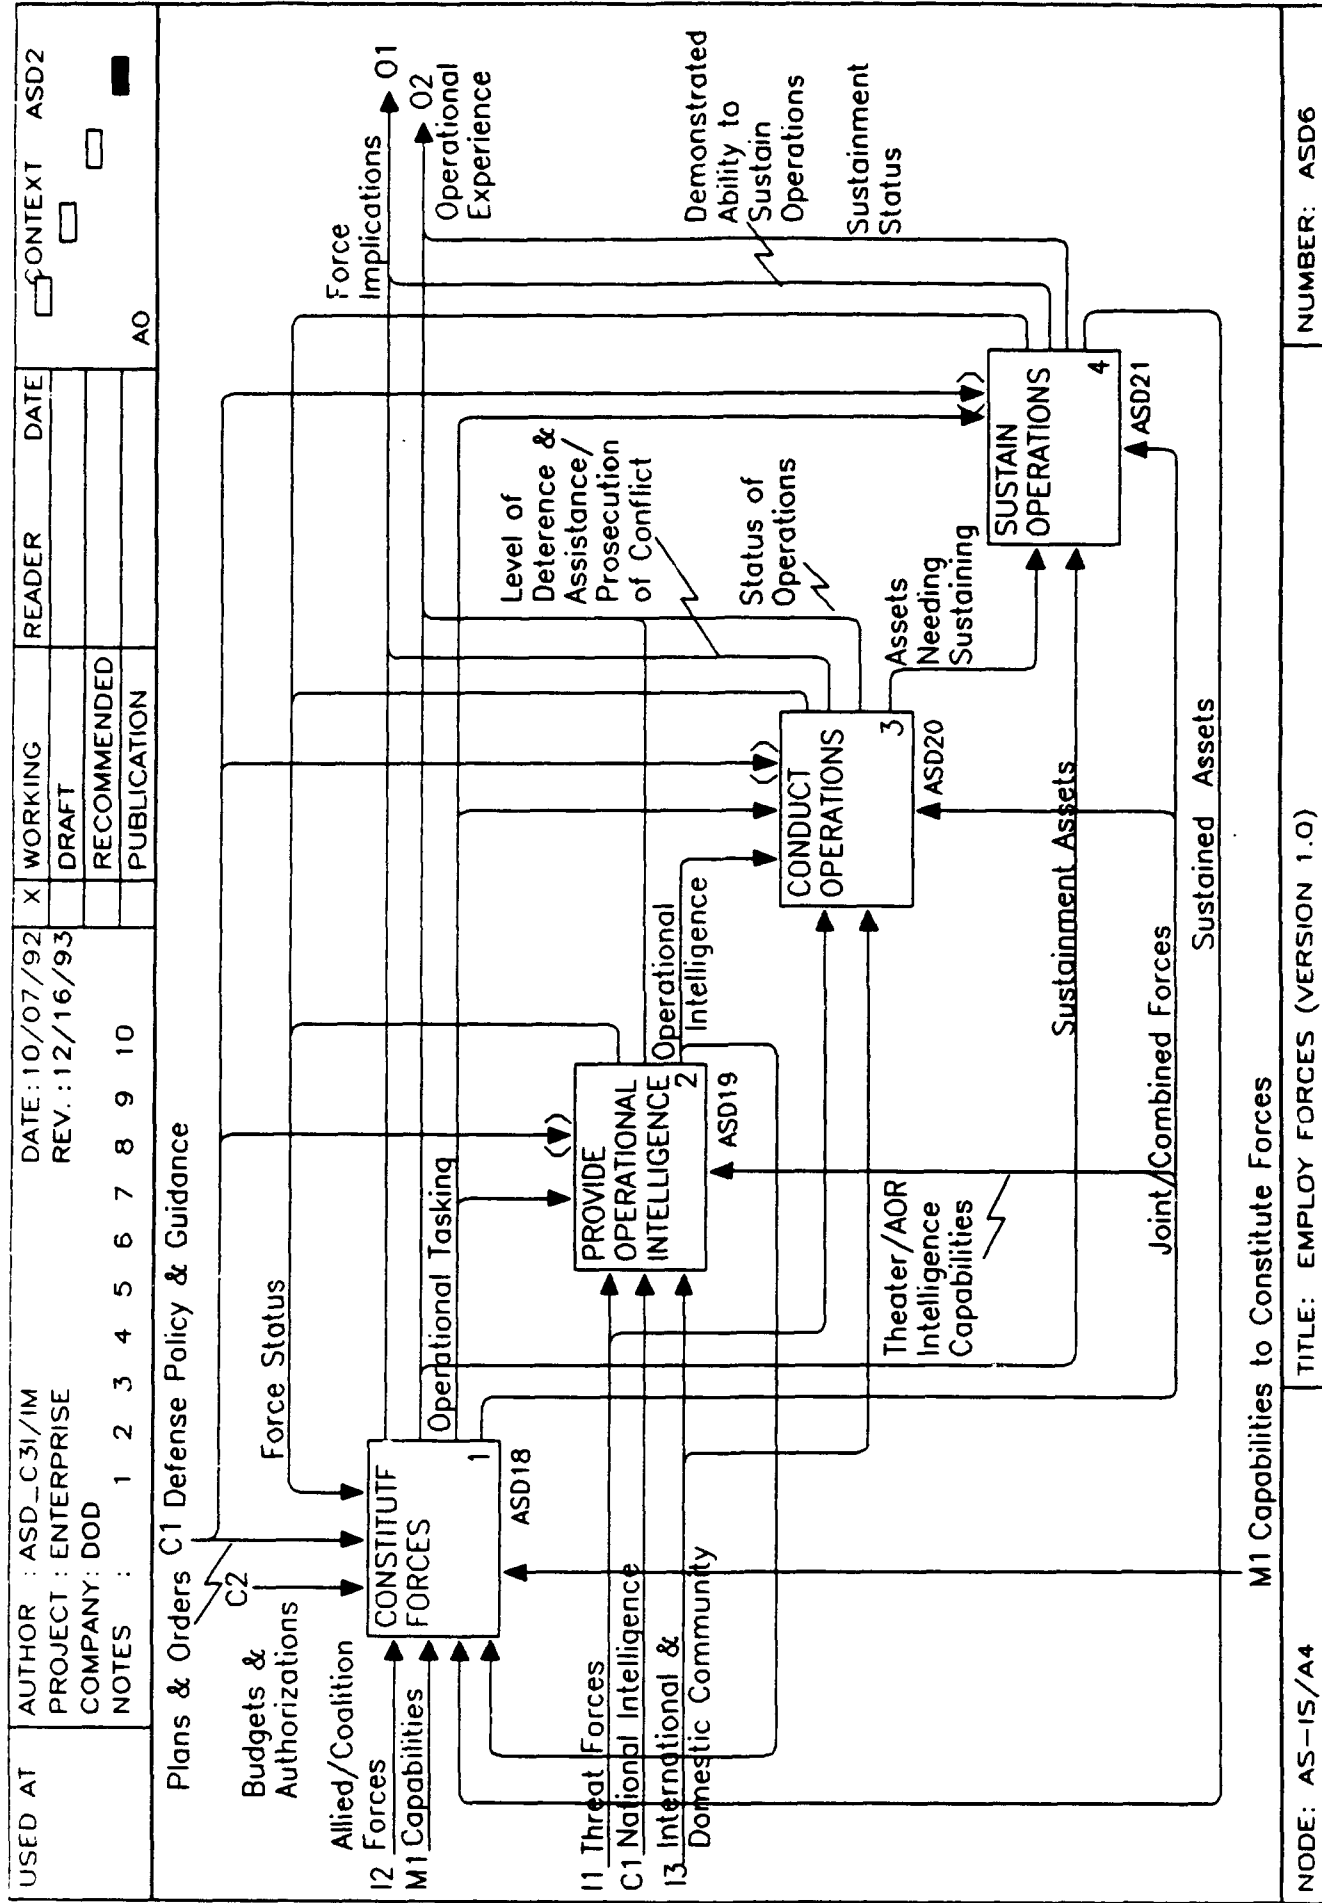 USED AT
AUTHOR : ASD_C3I/IM
PROJECT : ENTERPRISE
COMPANY: DOD
NOTES : 1 2 3 4 5 6 7 8 9 10
DATE: 10/07/92
REV.: 12/16/93
X WORKING
DRAFT
RECOMMENDED
PUBLICATION
READER DATE
CONTEXT ASD2
AO
Plans & Orders
C1 Defense Policy & Guidance
C2
Budgets &
Authorizations
Force Status
Allied/Coalition
I2 Forces
M1 Capabilities
CONSTITUTF
FORCES
1
ASD18
Operational Tasking
Force
Implications
O1
O2
Operational
Experience
I1 Threat Forces
C1 National Intelligence
I3 International &
Domestic Community
PROVIDE
OPERATIONAL
INTELLIGENCE
2
ASD19
Operational
Intelligence
Level of
Deterence &
Assistance/
Prosecution
of Conflict
Status of
Operations
Demonstrated
Ability to
Sustain
Operations
Sustainment
Status
CONDUCT
OPERATIONS
3
ASD20
Assets
Needing
Sustaining
Theater/AOR
Intelligence
Capabilities
SUSTAIN
OPERATIONS
4
ASD21
Sustainment Assets
Joint/Combined Forces
Sustained Assets
M1 Capabilities to Constitute Forces
NODE: AS-IS/A4
TITLE: EMPLOY FORCES (VERSION 1.0)
NUMBER: ASD6